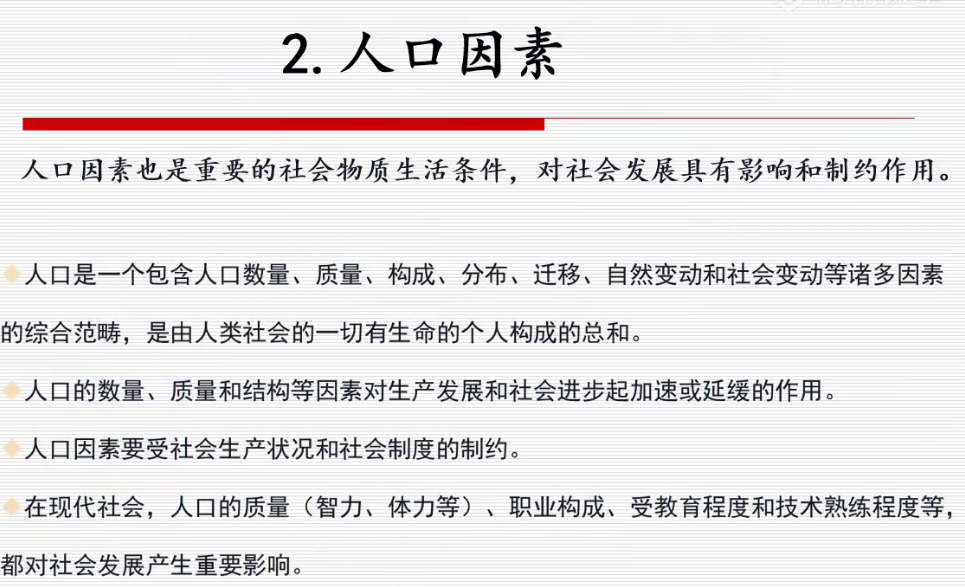 2.人口因素
人口因素也是重要的社会物质生活条件，对社会发展具有影响和制约作用。
人口是一个包含人口数量、质量、构成、分布、迁移、自然变动和社会变动等诸多因素
的综合范畴，是由人类社会的一切有生命的个人构成的总和。
人口的数量、质量和结构等因素对生产发展和社会进步起加速或延缓的作用。
人口因素要受社会生产状况和社会制度的制约。
在现代社会，人口的质量（智力、体力等）、职业构成、受教育程度和技术熟练程度等，
都对社会发展产生重要影响。